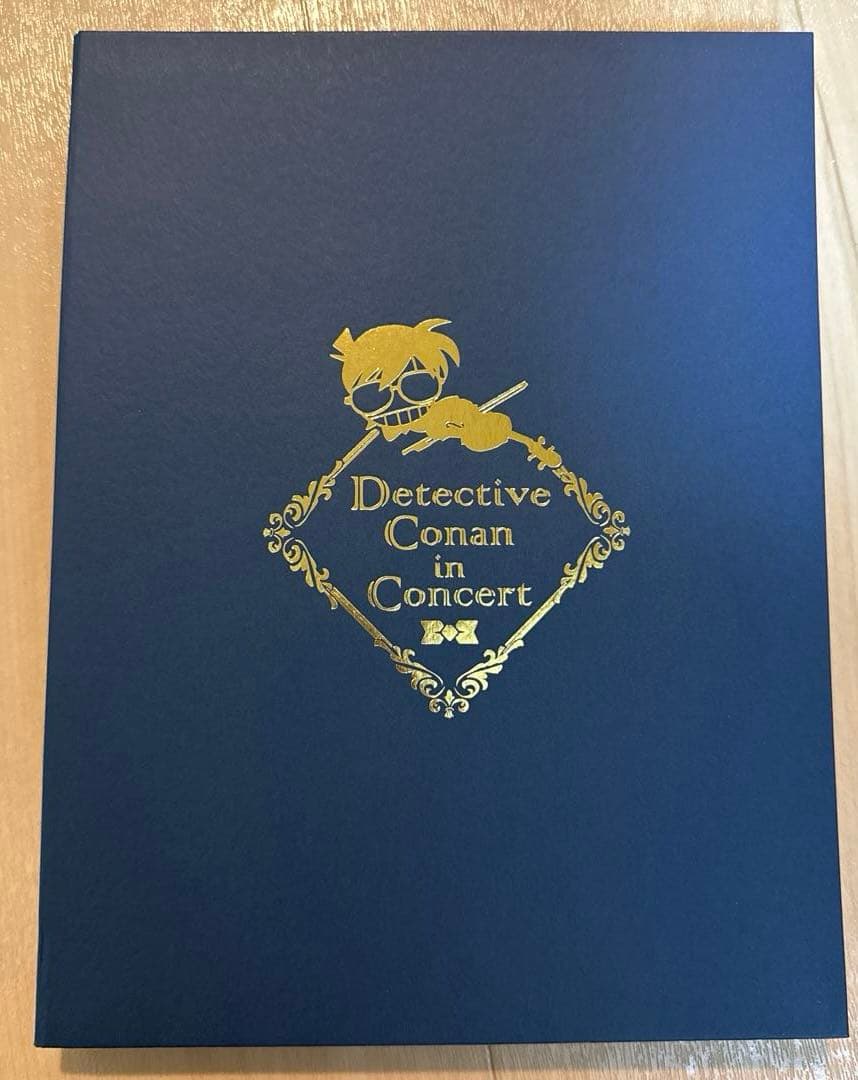 Detective
Conan
in
Concert